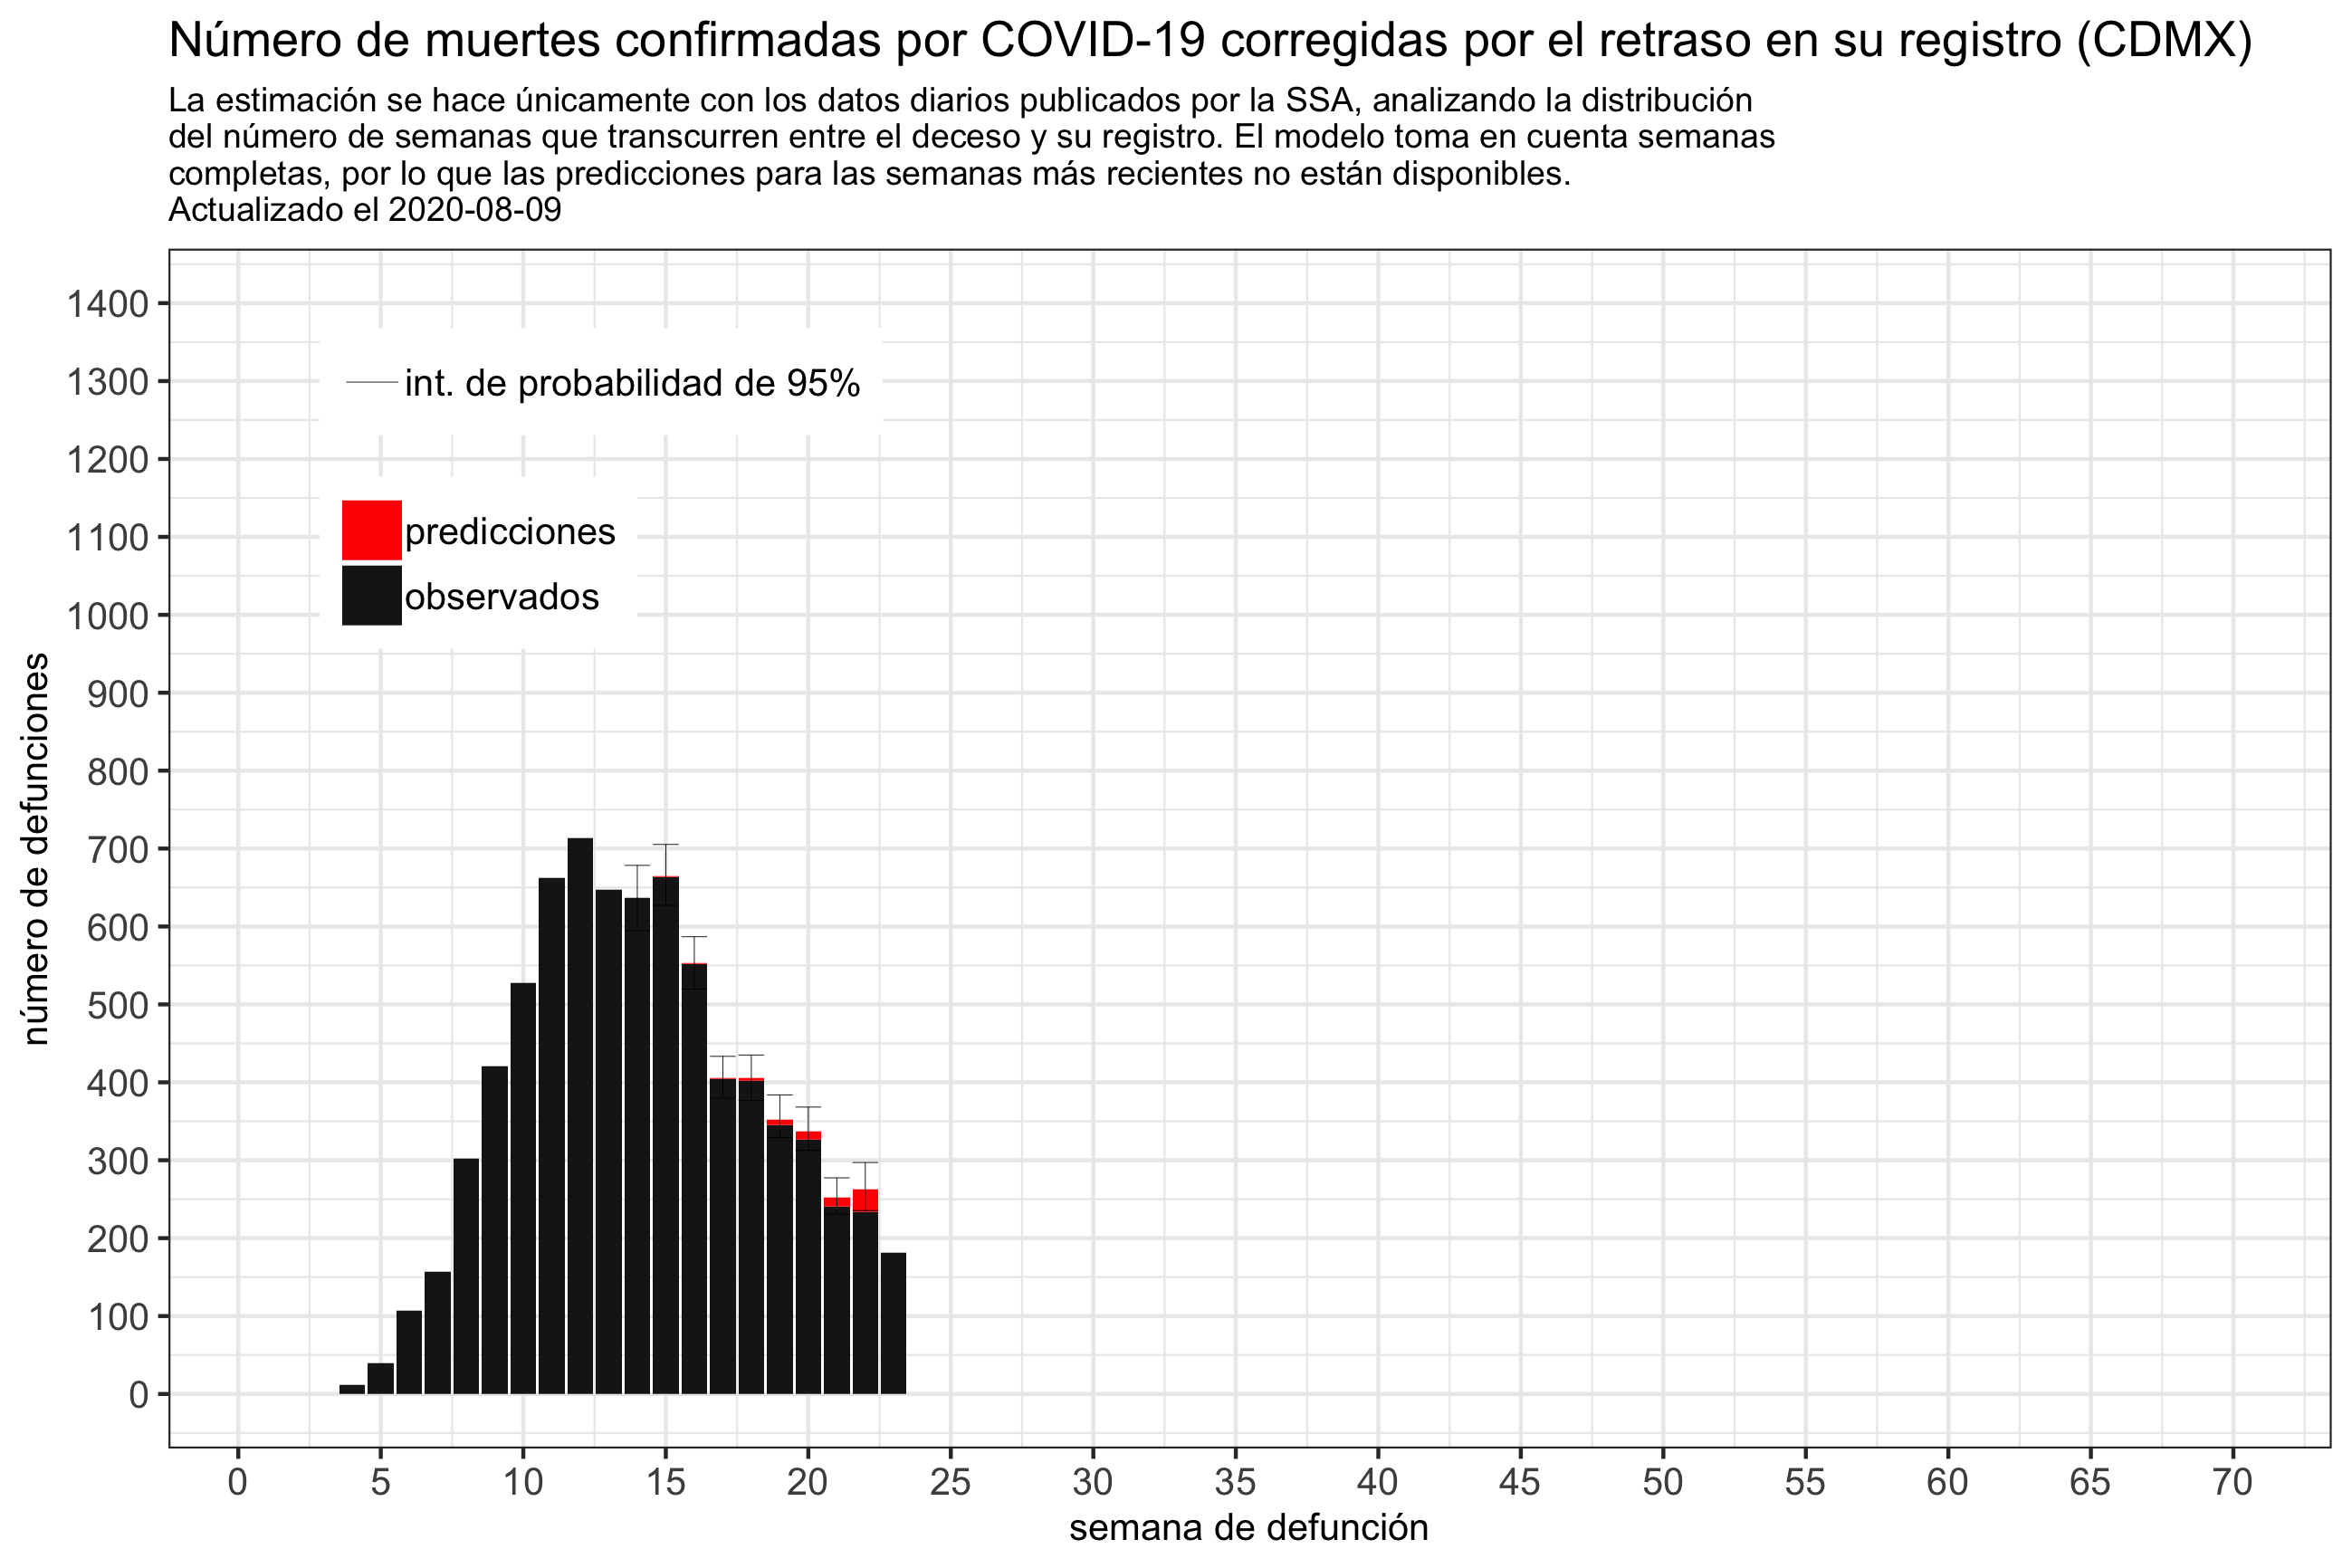 Número de muertes confirmadas por COVID-19 corregidas por el retraso en su registro (CDMX)
La estimación se hace únicamente con los datos diarios publicados por la SSA, analizando la distribución
del número de semanas que transcurren entre el deceso y su registro. El modelo toma en cuenta semanas
completas, por lo que las predicciones para las semanas más recientes no están disponibles.
Actualizado el 2020-08-09
1400
1300
1200
1100
1000
900
800
700
600
500
400
300
200
100
0
número de defunciones
int. de probabilidad de 95%
predicciones
observados
0 5 10 15 20 25 30 35 40 45 50 55 60 65 70
semana de defunción